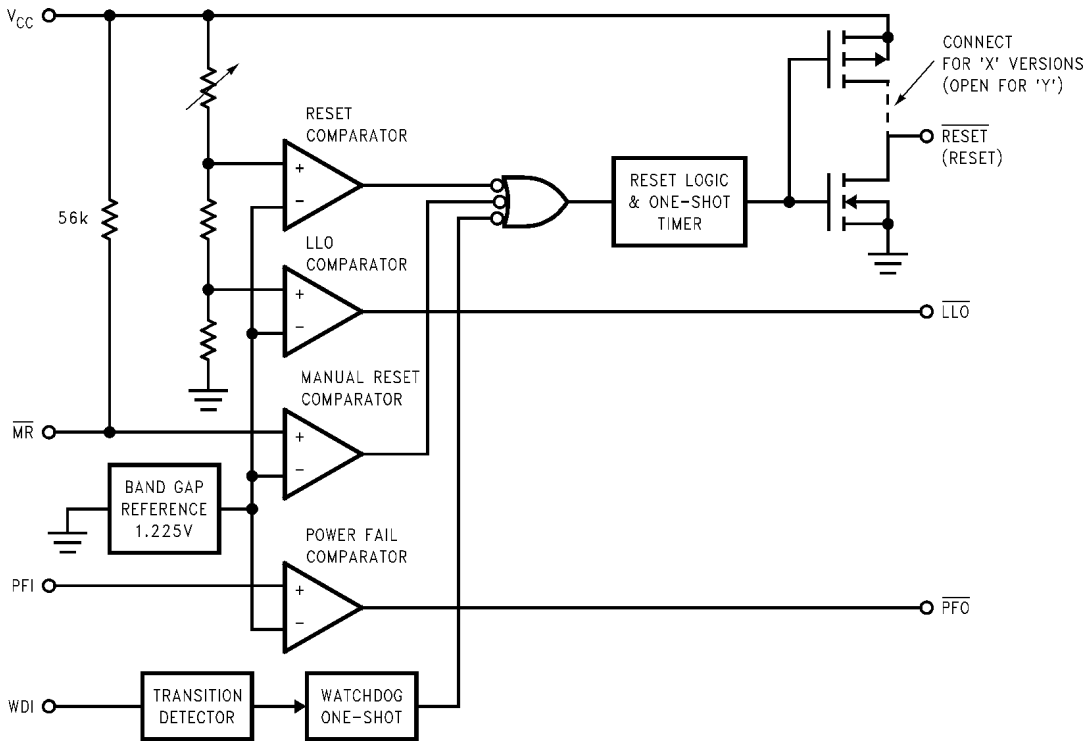 VCC
CONNECT
FOR 'X' VERSIONS
(OPEN FOR 'Y')
RESET
COMPARATOR
+
−
RESET LOGIC
& ONE-SHOT
TIMER
RESET
(RESET)
56k
LLO
COMPARATOR
+
−
LLO
MANUAL RESET
COMPARATOR
MR
+
−
BAND GAP
REFERENCE
1.225V
POWER FAIL
COMPARATOR
PFI
+
−
PFO
WDI
TRANSITION
DETECTOR
WATCHDOG
ONE-SHOT